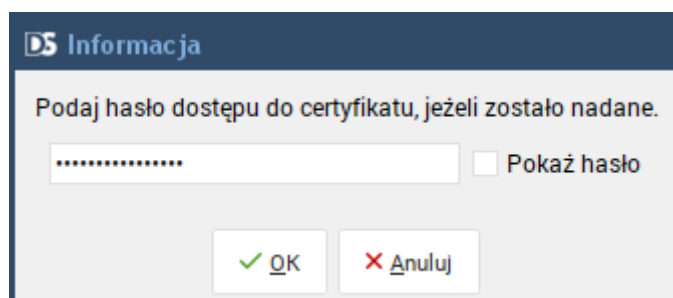 DS Informacja
Podaj hasło dostępu do certyfikatu, jeżeli zostało nadane.
•••••••••••••••• Pokaż hasło
OK Anuluj